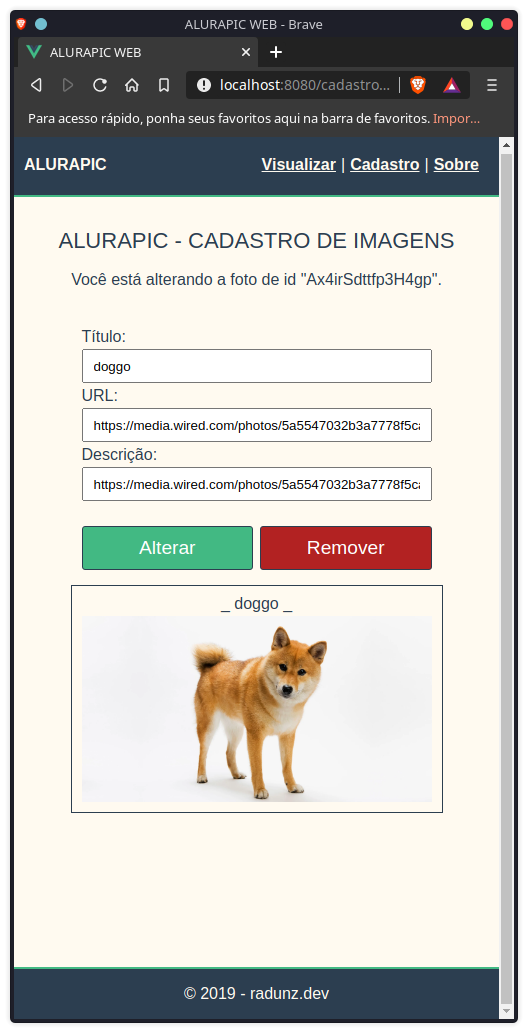 ALURAPIC WEB - Brave
ALURAPIC WEB
localhost:8080/cadastro...
Para acesso rápido, ponha seus favoritos aqui na barra de favoritos. Impor...
ALURAPIC
Visualizar | Cadastro | Sobre
ALURAPIC - CADASTRO DE IMAGENS
Você está alterando a foto de id "Ax4irSdttfp3H4gp".
Título:
doggo
URL:
https://media.wired.com/photos/5a5547032b3a7778f5ca
Descrição:
https://media.wired.com/photos/5a5547032b3a7778f5ca
Alterar
Remover
_ doggo _
© 2019 - radunz.dev